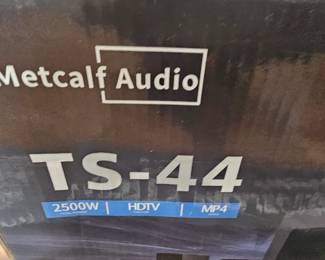 Metcalf Audio
TS-44
2500W | HDTV | MP4